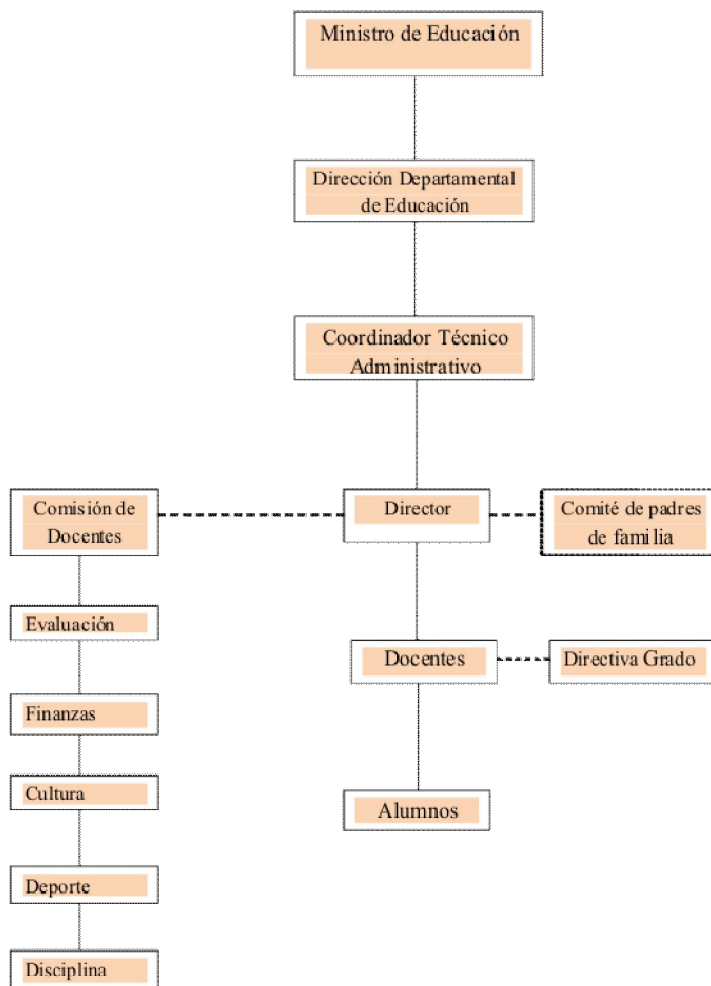 Ministro de Educación
Dirección Departamental
de Educación
Coordinador Técnico
Administrativo
Comisión de
Docentes
Director
Comité de padres
de familia
Evaluación
Docentes
Directiva Grado
Finanzas
Cultura
Alumnos
Deporte
Disciplina